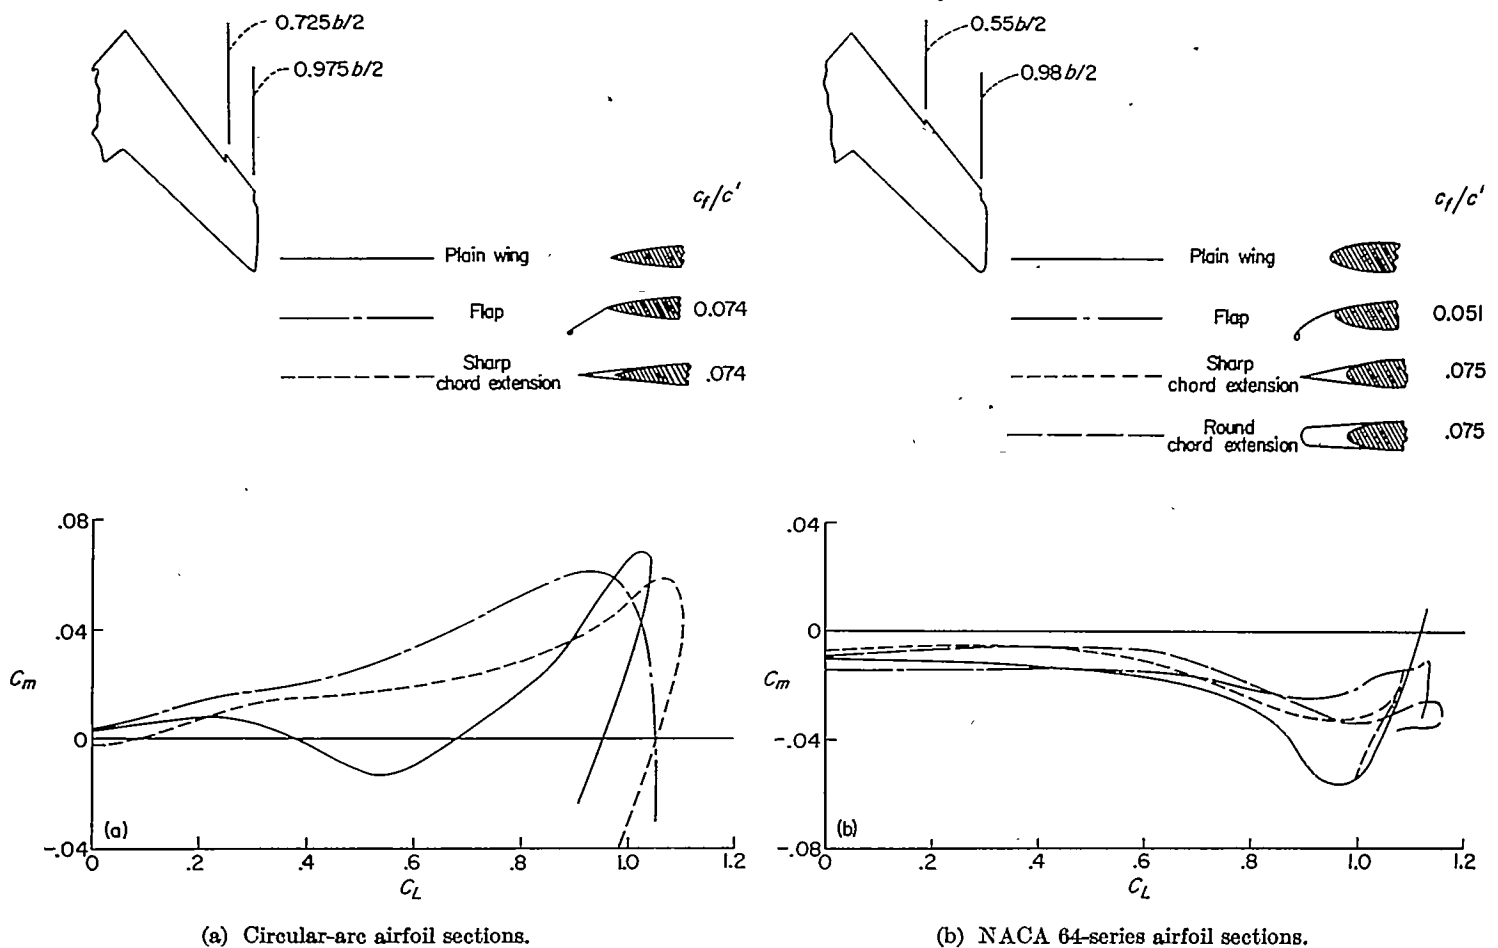 0.725b/2
0.975b/2
c_f/c'
Plain wing
Flap 0.074
Sharp
chord extension .074
.08
.04
0
-.04
C_m
(a)
0 .2 .4 .6 .8 1.0 1.2
C_L
(a) Circular-arc airfoil sections.
0.55b/2
0.98b/2
c_f/c'
Plain wing
Flap 0.051
Sharp
chord extension .075
Round
chord extension .075
.04
0
-.04
-.08
C_m
(b)
0 .2 .4 .6 .8 1.0 1.2
C_L
(b) NACA 64-series airfoil sections.